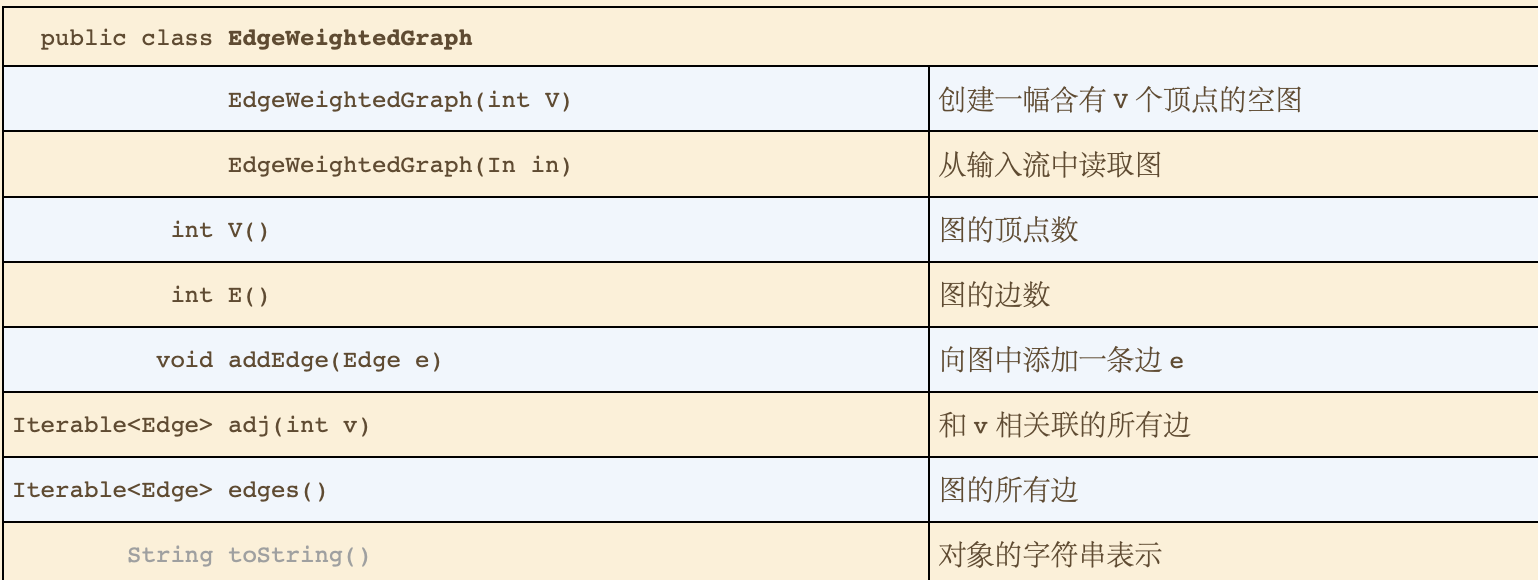 public class EdgeWeightedGraph
EdgeWeightedGraph(int V) 创建一幅含有 V 个顶点的空图
EdgeWeightedGraph(In in) 从输入流中读取图
int V() 图的顶点数
int E() 图的边数
void addEdge(Edge e) 向图中添加一条边 e
Iterable<Edge> adj(int v) 和 v 相关联的所有边
Iterable<Edge> edges() 图的所有边
String toString() 对象的字符串表示